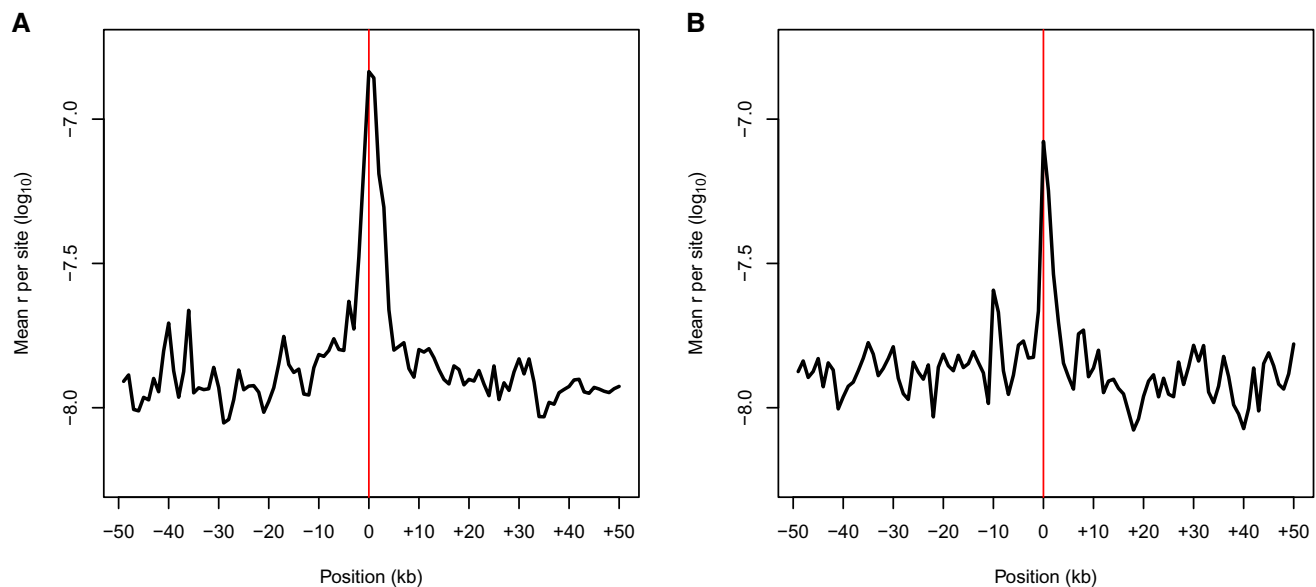 A
Mean r per site (log10)
−7.0
−7.5
−8.0
−50 −40 −30 −20 −10 0 +10 +20 +30 +40 +50
Position (kb)
B
Mean r per site (log10)
−7.0
−7.5
−8.0
−50 −40 −30 −20 −10 0 +10 +20 +30 +40 +50
Position (kb)